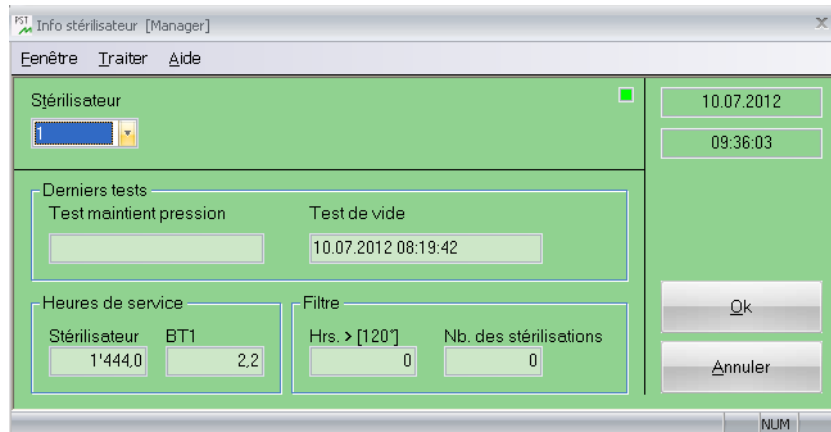 PST Info stérilisateur [Manager]
Fenêtre Traiter Aide
Stérilisateur
1
10.07.2012
09:36:03
Derniers tests
Test maintient pression Test de vide
10.07.2012 08:19:42
Heures de service
Stérilisateur BT1
1'444,0 2,2
Filtre
Hrs. > [120°] Nb. des stérilisations
0 0
Ok
Annuler
NUM